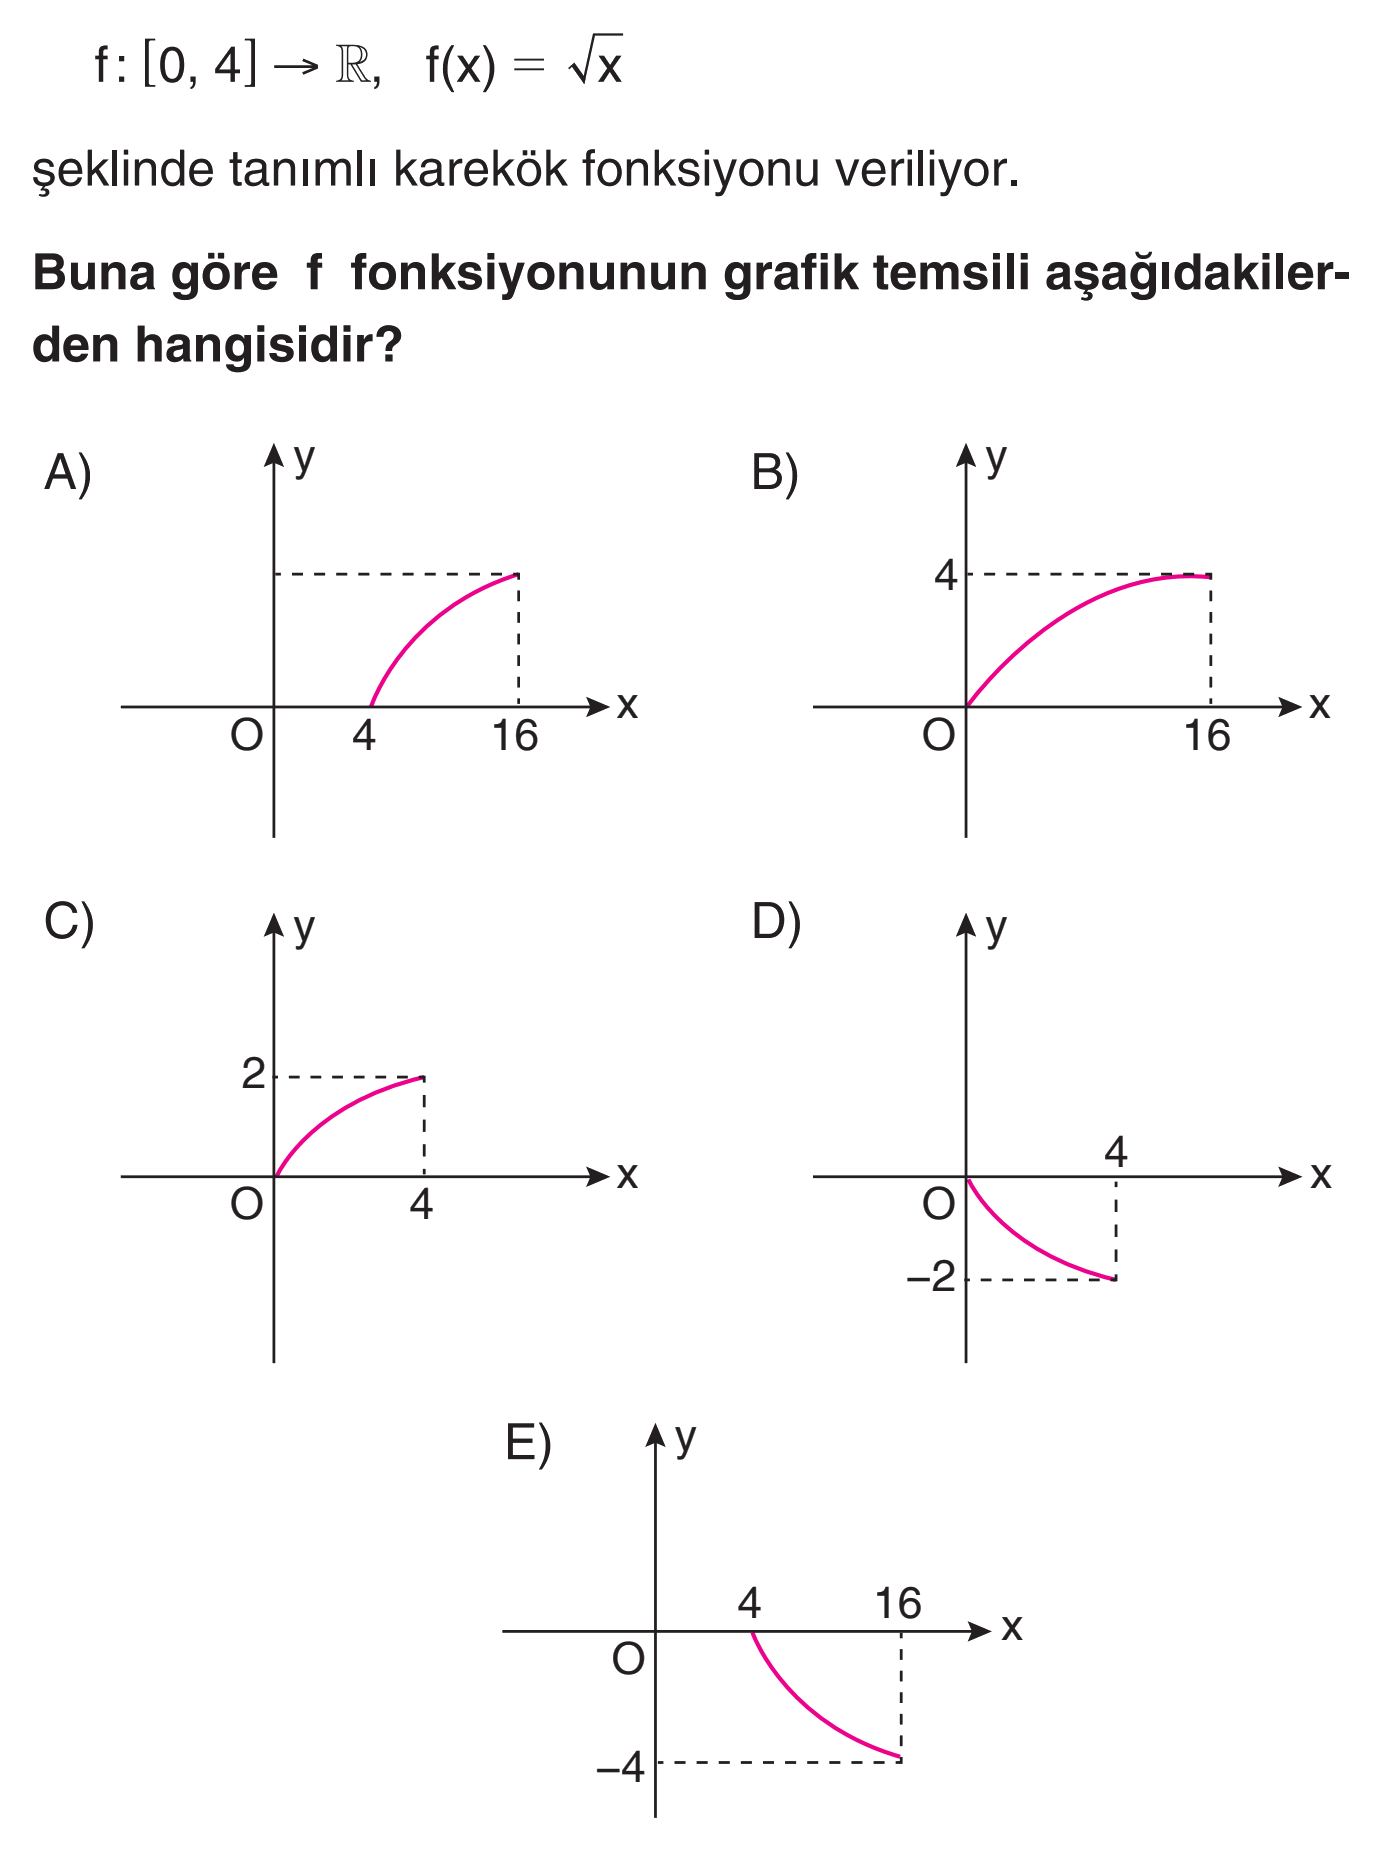 f: [0, 4] → ℝ, f(x) = √x
şeklinde tanımlı karekök fonksiyonu veriliyor.
Buna göre f fonksiyonunun grafik temsili aşağıdakiler-
den hangisidir?
A)
y
x
O
4
16
B)
y
4
x
O
16
C)
y
2
x
O
4
D)
y
4
x
O
–2
E)
y
4
16
x
O
–4